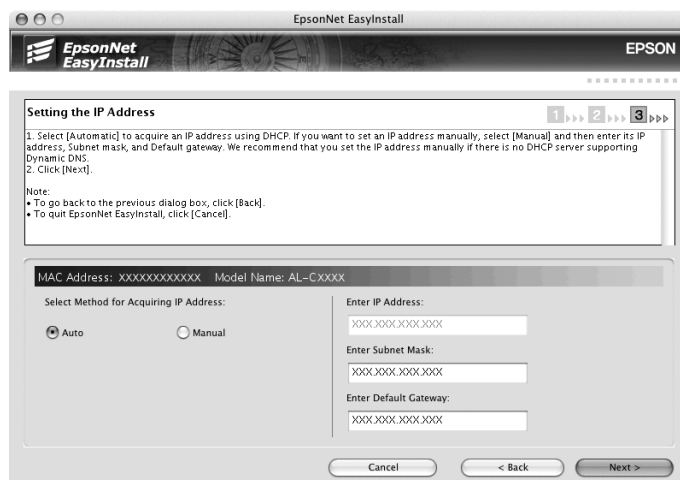 EpsonNet EasyInstall
EpsonNet
EasyInstall
EPSON
Setting the IP Address
1 2 3
1. Select [Automatic] to acquire an IP address using DHCP. If you want to set an IP address manually, select [Manual] and then enter its IP
address, Subnet mask, and Default gateway. We recommend that you set the IP address manually if there is no DHCP server supporting
Dynamic DNS.
2. Click [Next].
Note:
• To go back to the previous dialog box, click [Back].
• To quit EpsonNet EasyInstall, click [Cancel].
MAC Address: XXXXXXXXXXXX Model Name: AL-CXXXX
Select Method for Acquiring IP Address:
Auto Manual
Enter IP Address:
XXX.XXX.XXX.XXX
Enter Subnet Mask:
XXX.XXX.XXX.XXX
Enter Default Gateway:
XXX.XXX.XXX.XXX
Cancel < Back Next >